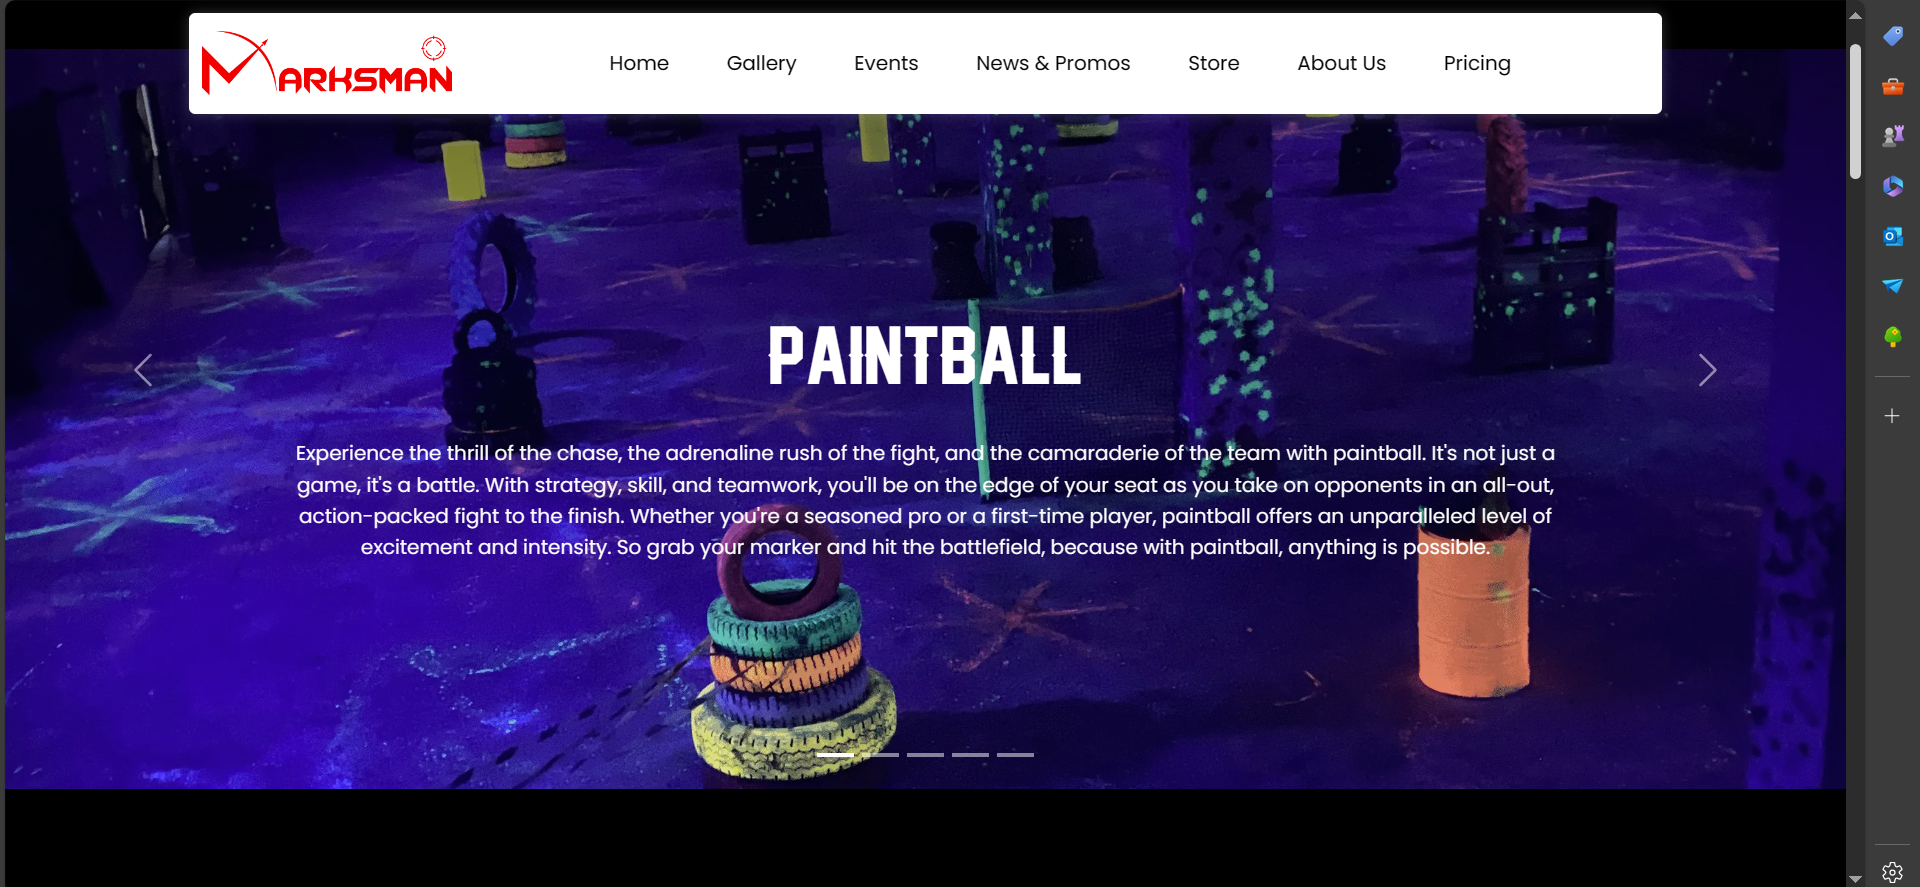 MARKSMAN
Home
Gallery
Events
News & Promos
Store
About Us
Pricing
PAINTBALL
Experience the thrill of the chase, the adrenaline rush of the fight, and the camaraderie of the team with paintball. It's not just a
game, it's a battle. With strategy, skill, and teamwork, you'll be on the edge of your seat as you take on opponents in an all-out,
action-packed fight to the finish. Whether you're a seasoned pro or a first-time player, paintball offers an unparalleled level of
excitement and intensity. So grab your marker and hit the battlefield, because with paintball, anything is possible.